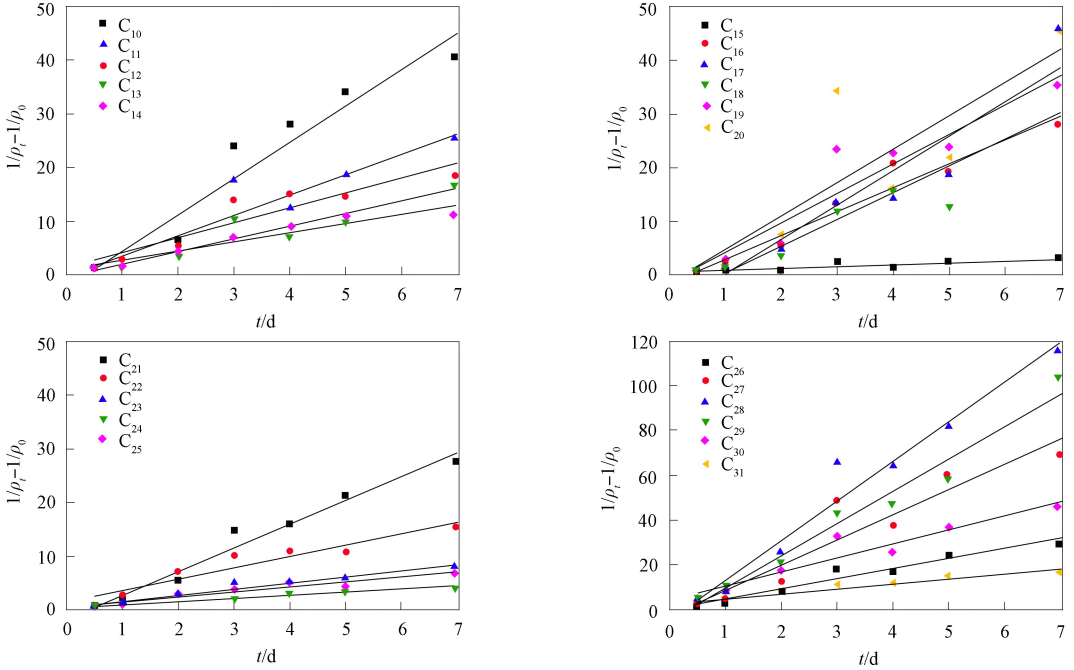 50
40
30
20
10
0
1/ρₜ−1/ρ₀
C₁₀
C₁₁
C₁₂
C₁₃
C₁₄
0 1 2 3 4 5 6 7
t/d
50
40
30
20
10
0
1/ρₜ−1/ρ₀
C₁₅
C₁₆
C₁₇
C₁₈
C₁₉
C₂₀
0 1 2 3 4 5 6 7
t/d
50
40
30
20
10
0
1/ρₜ−1/ρ₀
C₂₁
C₂₂
C₂₃
C₂₄
C₂₅
0 1 2 3 4 5 6 7
t/d
120
100
80
60
40
20
0
1/ρₜ−1/ρ₀
C₂₆
C₂₇
C₂₈
C₂₉
C₃₀
C₃₁
0 1 2 3 4 5 6 7
t/d